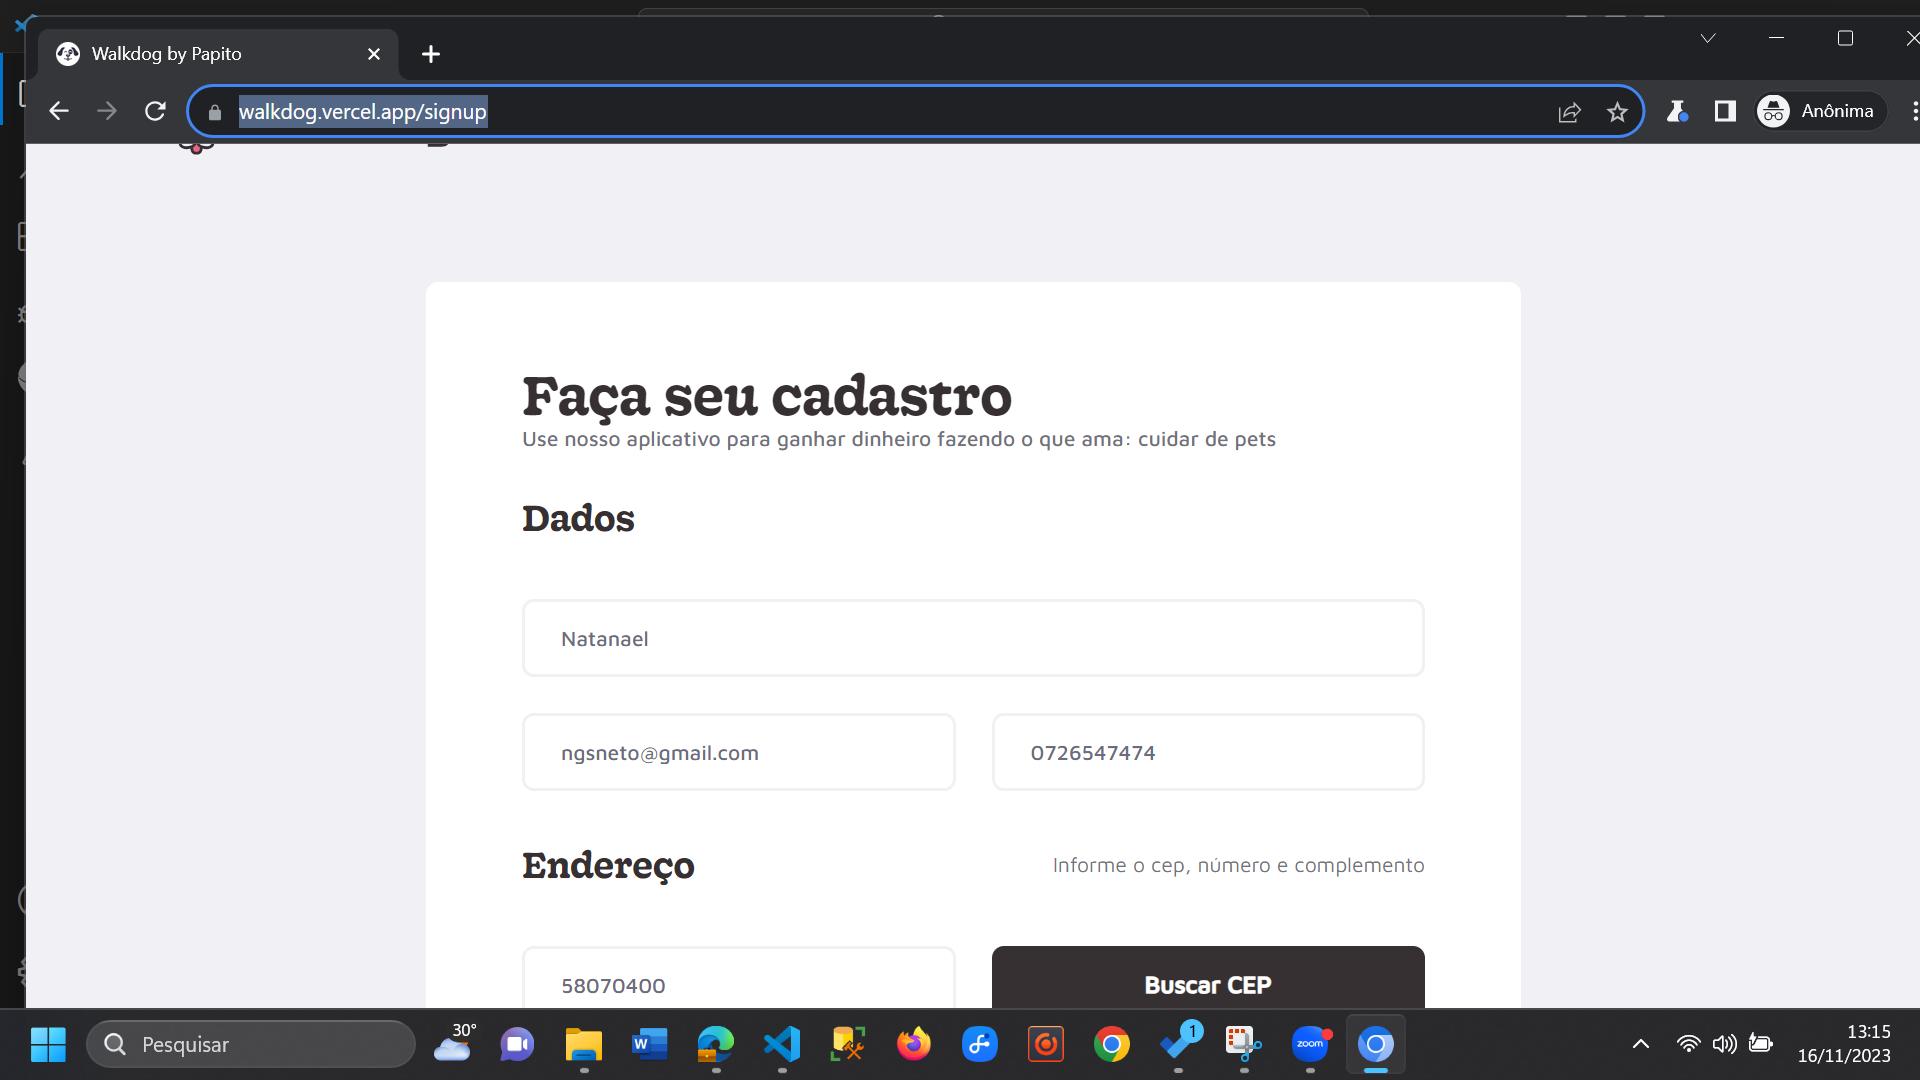 Walkdog by Papito
walkdog.vercel.app/signup
Anônima
Faça seu cadastro
Use nosso aplicativo para ganhar dinheiro fazendo o que ama: cuidar de pets
Dados
Natanael
ngsneto@gmail.com 0726547474
Endereço Informe o cep, número e complemento
58070400 Buscar CEP
Pesquisar
30°
W
1
zoom
13:15
16/11/2023